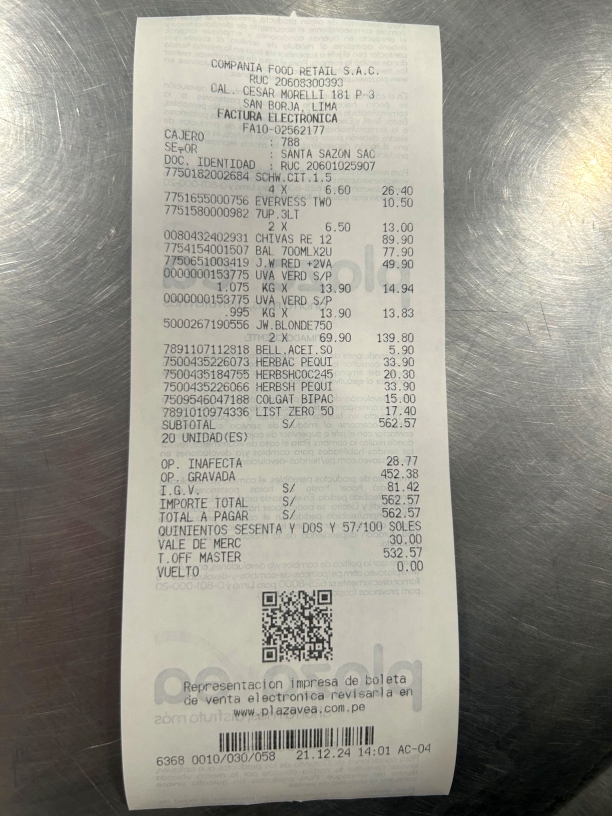 COMPANIA FOOD RETAIL S.A.C.
RUC 20608300393
CAL. CESAR MORELLI 181 P-3
SAN BORJA, LIMA
FACTURA ELECTRONICA
FA10-02562177
CAJERO : 788
SE┬OR : SANTA SAZON SAC
DOC. IDENTIDAD : RUC 20601025907
7750182002684 SCHW.CIT.1.5
4 X 6.60 26.40
7751655000756 EVERVESS TWO 10.50
7751580000982 7UP.3LT
2 X 6.50 13.00
0080432402931 CHIVAS RE 12 89.90
7754154001507 BAL 700MLX2U 77.90
7750651003419 J.W RED +2VA 49.90
0000000153775 UVA VERD S/P
1.075 KG X 13.90 14.94
0000000153775 UVA VERD S/P
.995 KG X 13.90 13.83
5000267190556 JW.BLONDE750
2 X 69.90 139.80
7891107112818 BELL.ACEI.SO 5.90
7500435226073 HERBAC PEQUI 33.90
7500435184755 HERBSHCOC245 20.30
7500435226066 HERBSH PEQUI 33.90
7509546047188 COLGAT BIPAC 15.00
7891010974336 LIST ZERO 50 17.40
SUBTOTAL S/ 562.57
20 UNIDAD(ES)
OP. INAFECTA 28.77
OP. GRAVADA 452.38
I.G.V. S/ 81.42
IMPORTE TOTAL S/ 562.57
TOTAL A PAGAR S/ 562.57
QUINIENTOS SESENTA Y DOS Y 57/100 SOLES
VALE DE MERC 30.00
T.OFF MASTER 532.57
VUELTO 0.00
Representacion impresa de boleta
de venta electronica revisarla en
www.plazavea.com.pe
6368 0010/030/058 21.12.24 14:01 AC-04